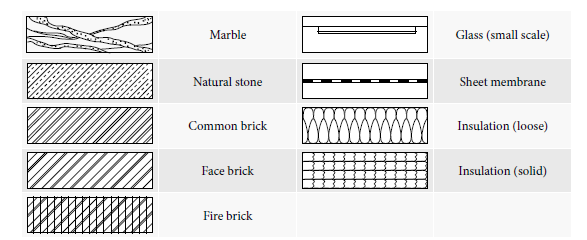 Marble
Glass (small scale)
Natural stone
Sheet membrane
Common brick
Insulation (loose)
Face brick
Insulation (solid)
Fire brick